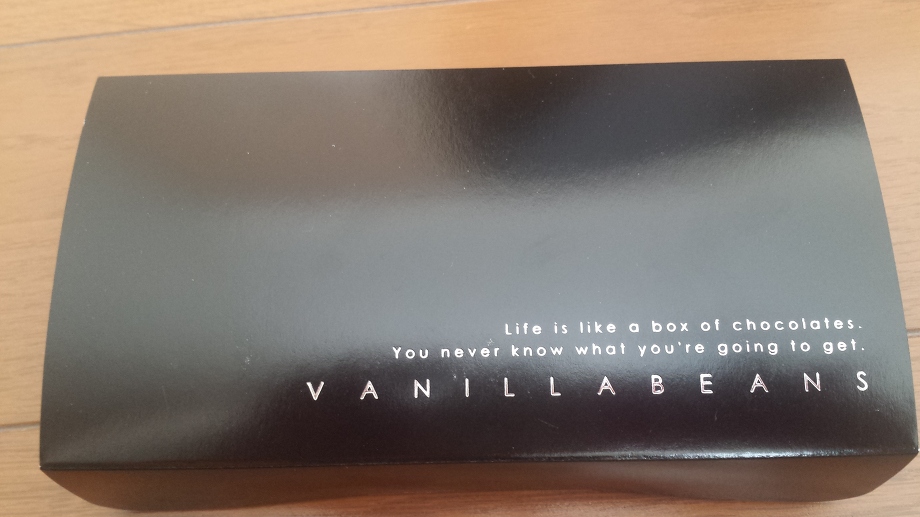 Life is like a box of chocolates.
You never know what you're going to get.
VANILLABEANS